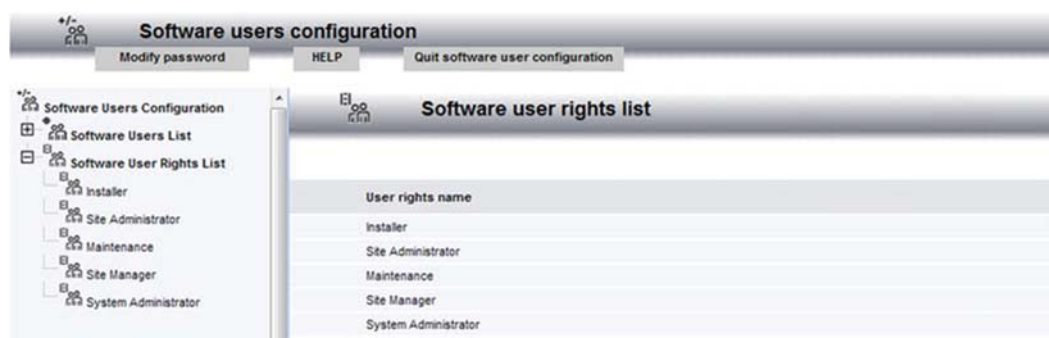 Software users configuration
Modify password HELP Quit software user configuration
Software Users Configuration
Software Users List
Software User Rights List
Installer
Site Administrator
Maintenance
Site Manager
System Administrator
Software user rights list
User rights name
Installer
Site Administrator
Maintenance
Site Manager
System Administrator